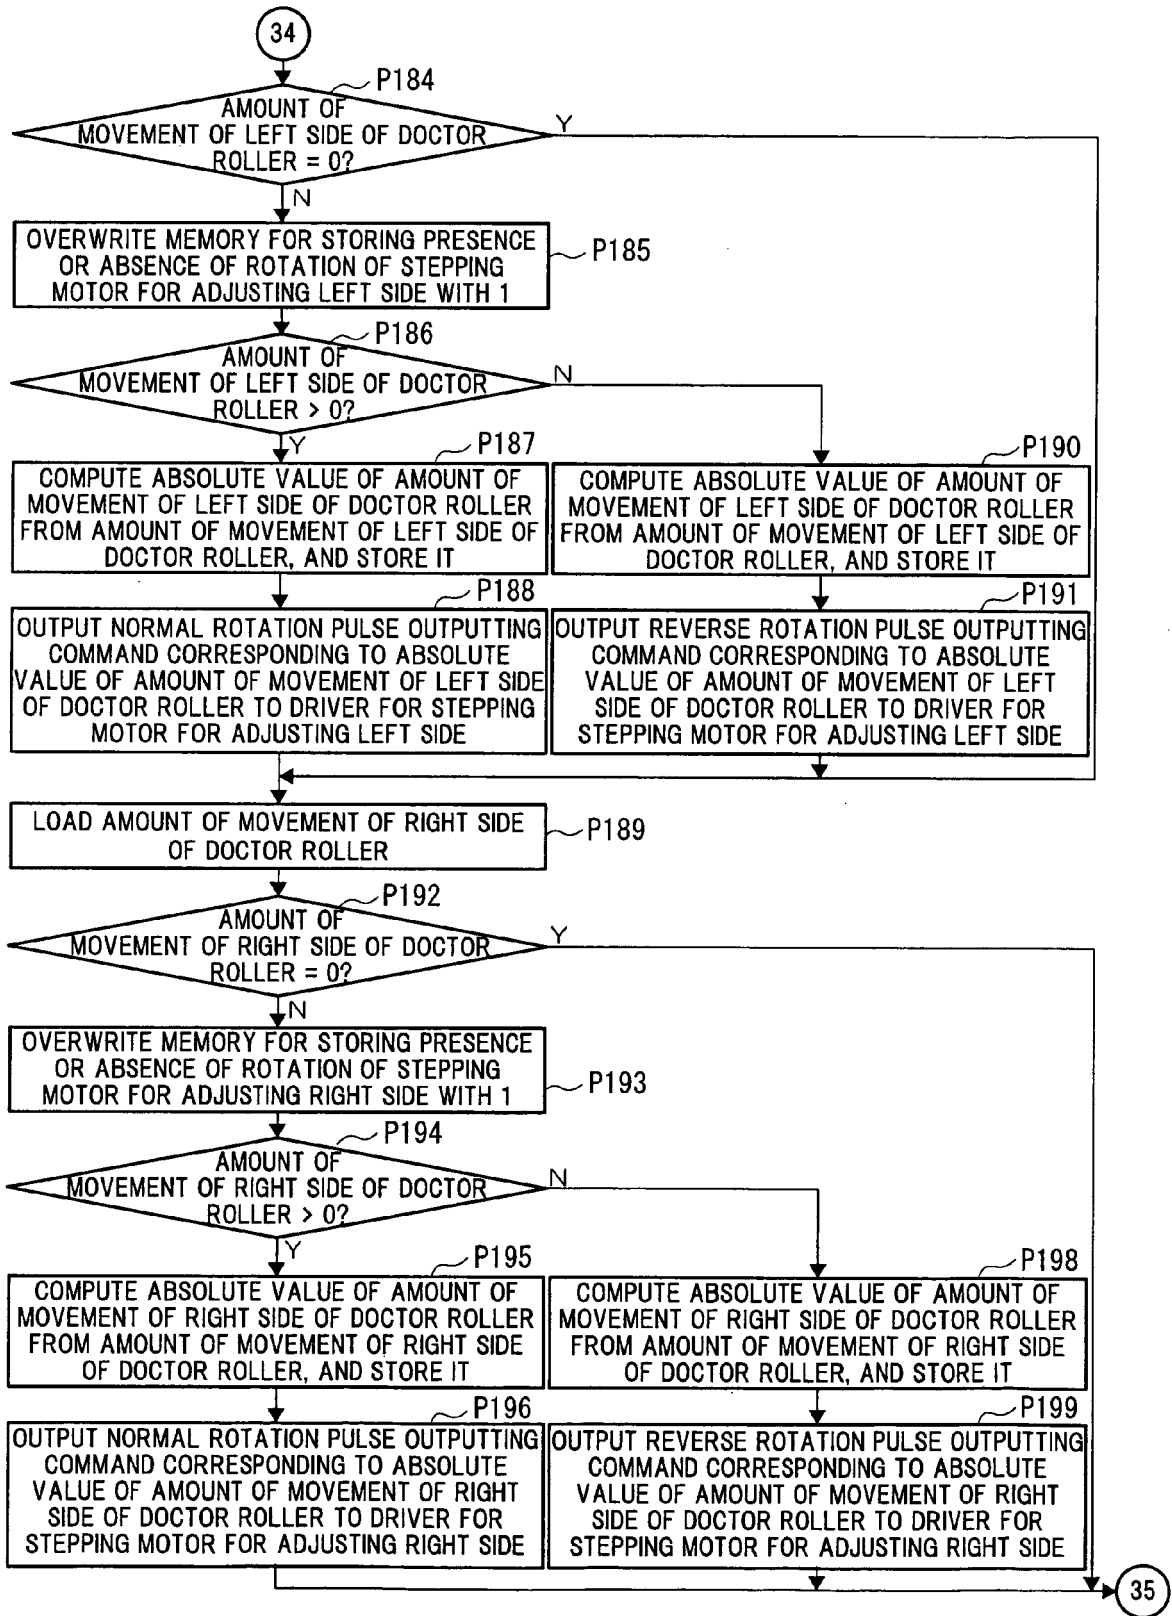 34
P184
AMOUNT OF
MOVEMENT OF LEFT SIDE OF DOCTOR
ROLLER = 0?
Y
N
OVERWRITE MEMORY FOR STORING PRESENCE
OR ABSENCE OF ROTATION OF STEPPING
MOTOR FOR ADJUSTING LEFT SIDE WITH 1
P185
P186
AMOUNT OF
MOVEMENT OF LEFT SIDE OF DOCTOR
ROLLER > 0?
N
Y
P187
COMPUTE ABSOLUTE VALUE OF AMOUNT OF
MOVEMENT OF LEFT SIDE OF DOCTOR ROLLER
FROM AMOUNT OF MOVEMENT OF LEFT SIDE OF
DOCTOR ROLLER, AND STORE IT
P190
COMPUTE ABSOLUTE VALUE OF AMOUNT OF
MOVEMENT OF LEFT SIDE OF DOCTOR ROLLER
FROM AMOUNT OF MOVEMENT OF LEFT SIDE OF
DOCTOR ROLLER, AND STORE IT
P188
OUTPUT NORMAL ROTATION PULSE OUTPUTTING
COMMAND CORRESPONDING TO ABSOLUTE
VALUE OF AMOUNT OF MOVEMENT OF LEFT SIDE
OF DOCTOR ROLLER TO DRIVER FOR STEPPING
MOTOR FOR ADJUSTING LEFT SIDE
P191
OUTPUT REVERSE ROTATION PULSE OUTPUTTING
COMMAND CORRESPONDING TO ABSOLUTE
VALUE OF AMOUNT OF MOVEMENT OF LEFT
SIDE OF DOCTOR ROLLER TO DRIVER FOR
STEPPING MOTOR FOR ADJUSTING LEFT SIDE
LOAD AMOUNT OF MOVEMENT OF RIGHT SIDE
OF DOCTOR ROLLER
P189
P192
AMOUNT OF
MOVEMENT OF RIGHT SIDE OF DOCTOR
ROLLER = 0?
Y
N
OVERWRITE MEMORY FOR STORING PRESENCE
OR ABSENCE OF ROTATION OF STEPPING
MOTOR FOR ADJUSTING RIGHT SIDE WITH 1
P193
P194
AMOUNT OF
MOVEMENT OF RIGHT SIDE OF DOCTOR
ROLLER > 0?
N
Y
P195
COMPUTE ABSOLUTE VALUE OF AMOUNT OF
MOVEMENT OF RIGHT SIDE OF DOCTOR ROLLER
FROM AMOUNT OF MOVEMENT OF RIGHT SIDE
OF DOCTOR ROLLER, AND STORE IT
P198
COMPUTE ABSOLUTE VALUE OF AMOUNT OF
MOVEMENT OF RIGHT SIDE OF DOCTOR ROLLER
FROM AMOUNT OF MOVEMENT OF RIGHT SIDE
OF DOCTOR ROLLER, AND STORE IT
P196
OUTPUT NORMAL ROTATION PULSE OUTPUTTING
COMMAND CORRESPONDING TO ABSOLUTE
VALUE OF AMOUNT OF MOVEMENT OF RIGHT
SIDE OF DOCTOR ROLLER TO DRIVER FOR
STEPPING MOTOR FOR ADJUSTING RIGHT SIDE
P199
OUTPUT REVERSE ROTATION PULSE OUTPUTTING
COMMAND CORRESPONDING TO ABSOLUTE
VALUE OF AMOUNT OF MOVEMENT OF RIGHT
SIDE OF DOCTOR ROLLER TO DRIVER FOR
STEPPING MOTOR FOR ADJUSTING RIGHT SIDE
35